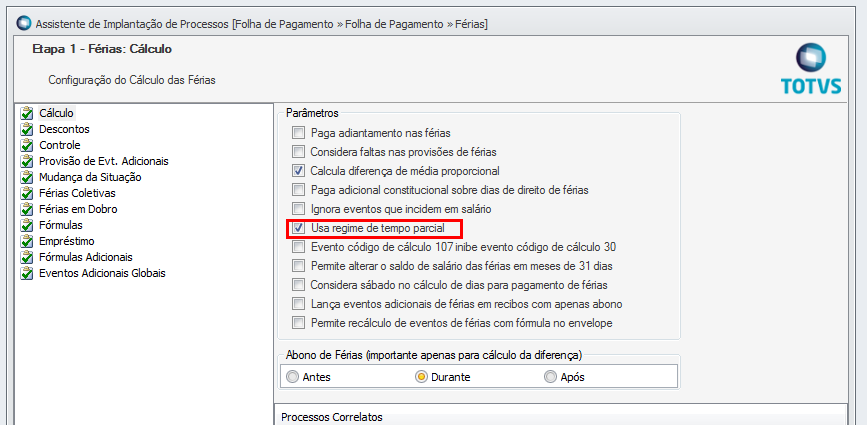 Assistente de Implantação de Processos [Folha de Pagamento » Folha de Pagamento » Férias]
Etapa 1 - Férias: Cálculo
Configuração do Cálculo das Férias
TOTVS
Cálculo
Descontos
Controle
Provisão de Evt. Adicionais
Mudança da Situação
Férias Coletivas
Férias em Dobro
Fórmulas
Empréstimo
Fórmulas Adicionais
Eventos Adicionais Globais
Parâmetros
Paga adiantamento nas férias
Considera faltas nas provisões de férias
Calcula diferença de média proporcional
Paga adicional constitucional sobre dias de direito de férias
Ignora eventos que incidem em salário
Usa regime de tempo parcial
Evento código de cálculo 107 inibe evento código de cálculo 30
Permite alterar o saldo de salário das férias em meses de 31 dias
Considera sábado no cálculo de dias para pagamento de férias
Lança eventos adicionais de férias em recibos com apenas abono
Permite recálculo de eventos de férias com fórmula no envelope
Abono de Férias (importante apenas para cálculo da diferença)
Antes Durante Após
Processos Correlatos